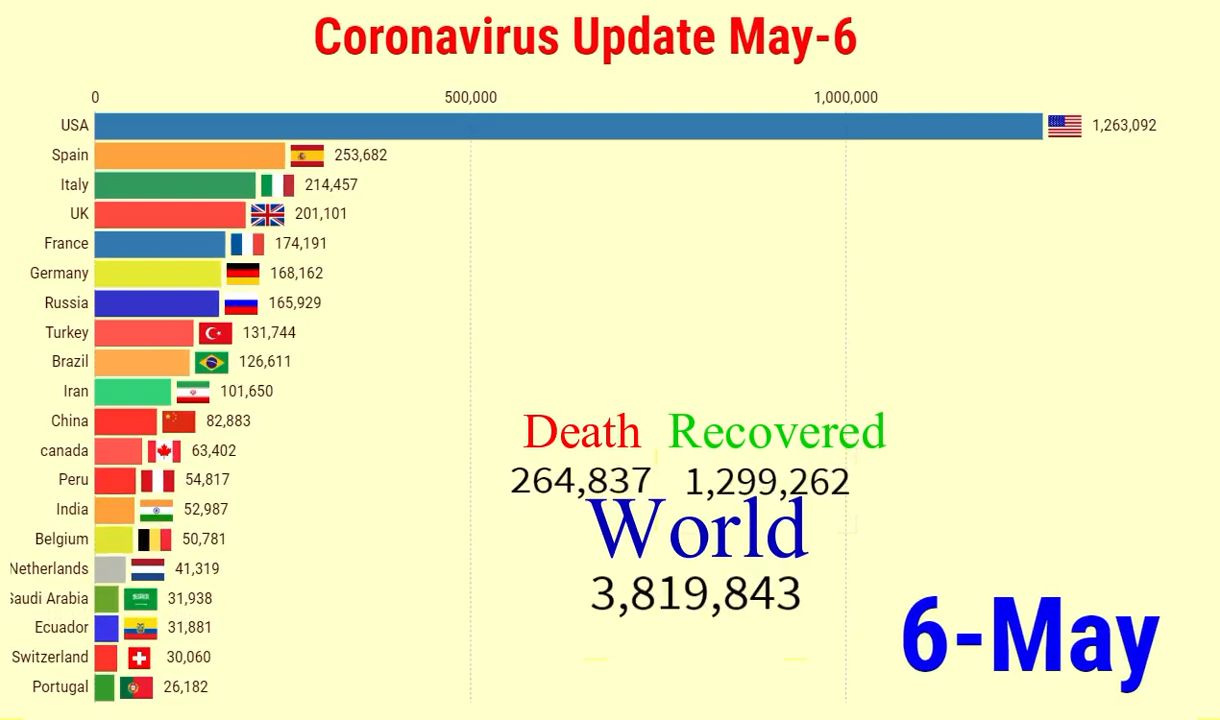 Coronavirus Update May-6
0 500,000 1,000,000
USA 1,263,092
Spain 253,682
Italy 214,457
UK 201,101
France 174,191
Germany 168,162
Russia 165,929
Turkey 131,744
Brazil 126,611
Iran 101,650
China 82,883
canada 63,402
Peru 54,817
India 52,987
Belgium 50,781
Netherlands 41,319
Saudi Arabia 31,938
Ecuador 31,881
Switzerland 30,060
Portugal 26,182
Death Recovered
264,837 1,299,262
World
3,819,843
6-May